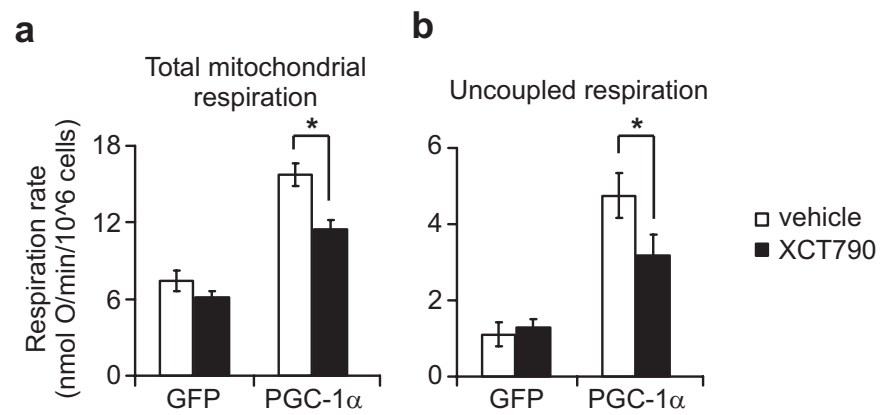 a
Total mitochondrial
respiration
Respiration rate
(nmol O/min/10^6 cells)
18
12
6
0
*
GFP
PGC-1α
b
Uncoupled respiration
6
4
2
0
*
GFP
PGC-1α
vehicle
XCT790